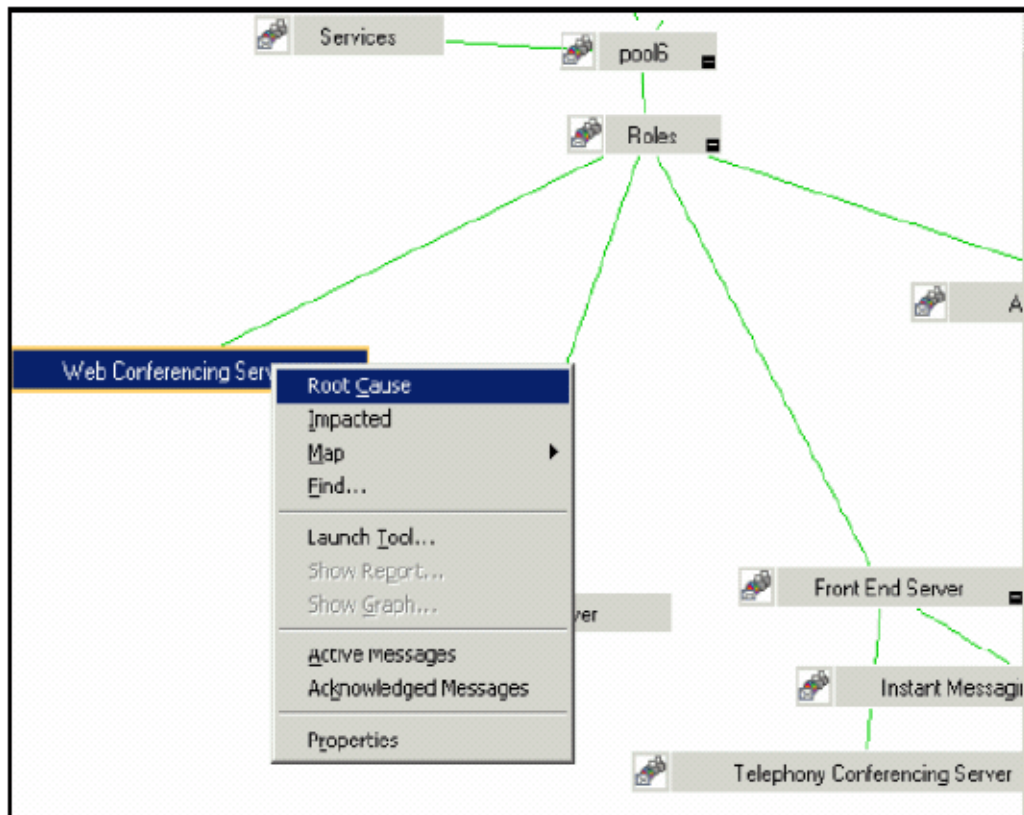 Services
pool6
Roles
A
Web Conferencing Serv
Root Cause
Impacted
Map
Find...
Launch Tool...
Show Report...
Show Graph...
Active Messages
Acknowledged Messages
Properties
ver
Front End Server
Instant Messagi
Telephony Conferencing Server